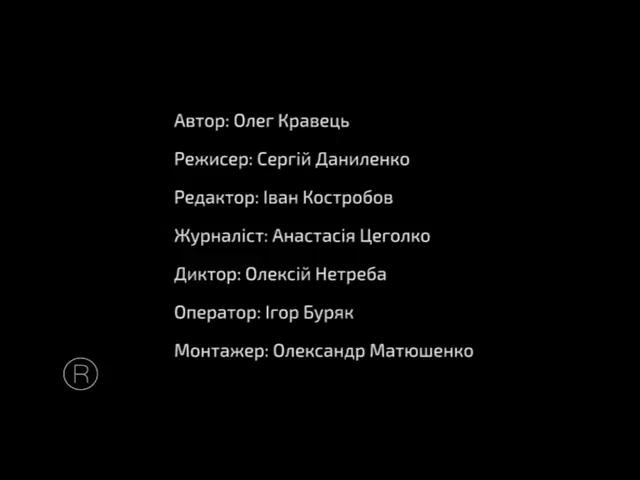 Автор: Олег Кравець
Режисер: Сергій Даниленко
Редактор: Іван Костробов
Журналіст: Анастасія Цеголко
Диктор: Олексій Нетреба
Оператор: Ігор Буряк
Монтажер: Олександр Матюшенко
R